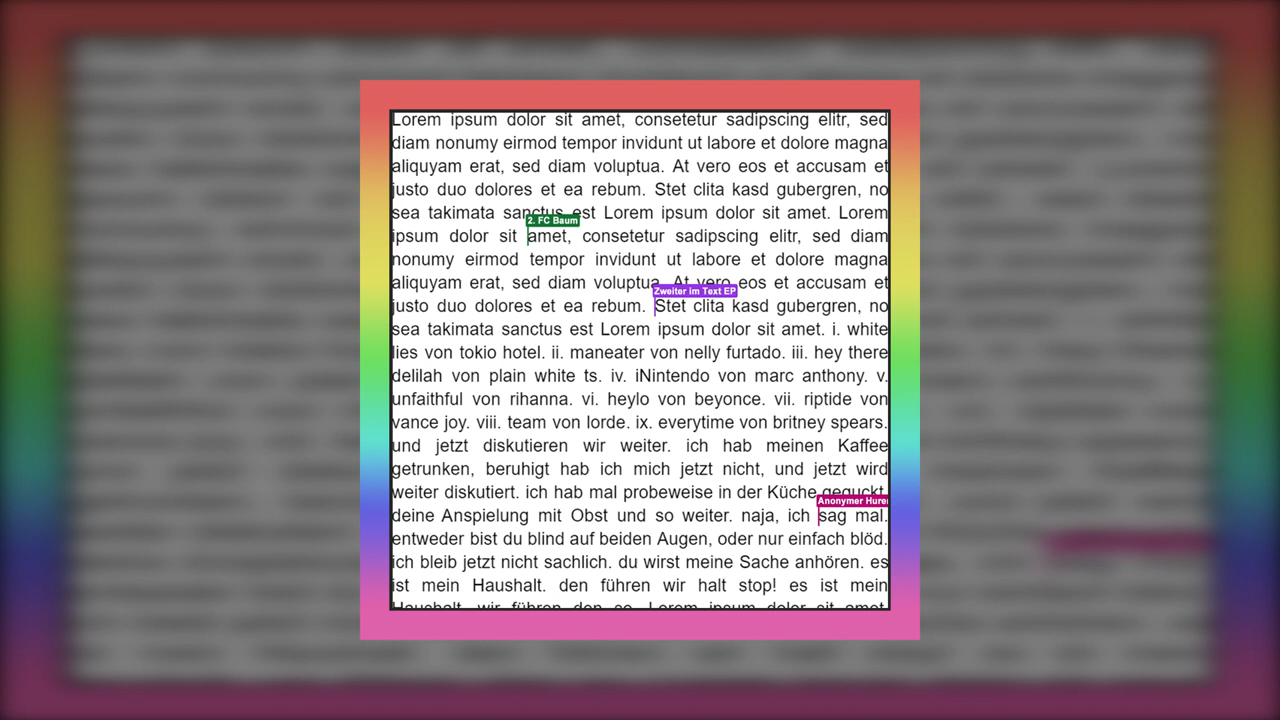 Lorem ipsum dolor sit amet, consetetur sadipscing elitr, sed
diam nonumy eirmod tempor invidunt ut labore et dolore magna
aliquyam erat, sed diam voluptua. At vero eos et accusam et
justo duo dolores et ea rebum. Stet clita kasd gubergren, no
sea takimata sanctus est Lorem ipsum dolor sit amet. Lorem
2. FC Baum
ipsum dolor sit amet, consetetur sadipscing elitr, sed diam
nonumy eirmod tempor invidunt ut labore et dolore magna
aliquyam erat, sed diam voluptua. At vero eos et accusam et
Zweiter im Text EP
justo duo dolores et ea rebum. Stet clita kasd gubergren, no
sea takimata sanctus est Lorem ipsum dolor sit amet. i. white
lies von tokio hotel. ii. maneater von nelly furtado. iii. hey there
delilah von plain white ts. iv. iNintendo von marc anthony. v.
unfaithful von rihanna. vi. heylo von beyonce. vii. riptide von
vance joy. viii. team von lorde. ix. everytime von britney spears.
und jetzt diskutieren wir weiter. ich hab meinen Kaffee
getrunken, beruhigt hab ich mich jetzt nicht, und jetzt wird
weiter diskutiert. ich hab mal probeweise in der Küche geguckt.
Anonymer Huren
deine Anspielung mit Obst und so weiter. naja, ich sag mal.
entweder bist du blind auf beiden Augen, oder nur einfach blöd.
ich bleib jetzt nicht sachlich. du wirst meine Sache anhören. es
ist mein Haushalt. den führen wir halt stop! es ist mein
Haushalt. wir führen den so. Lorem ipsum dolor sit amet.